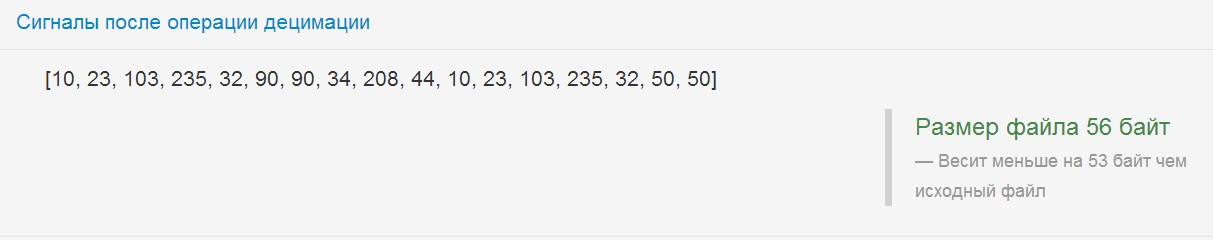 Сигналы после операции децимации
[10, 23, 103, 235, 32, 90, 90, 34, 208, 44, 10, 23, 103, 235, 32, 50, 50]
Размер файла 56 байт
— Весит меньше на 53 байт чем
исходный файл